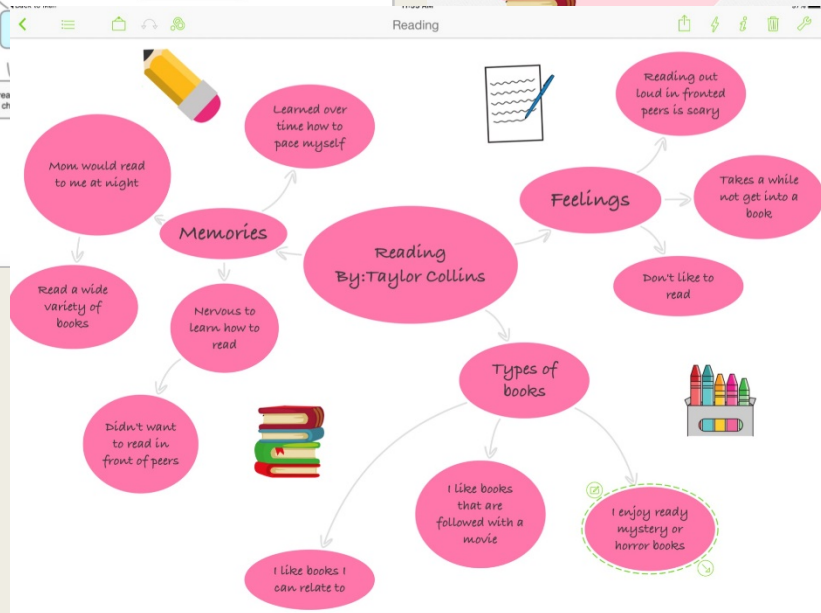 Reading
Learned over
time how to
pace myself
Mom would read
to me at night
Memories
Read a wide
variety of
books
Nervous to
learn how to
read
Didn't want
to read in
front of peers
Reading
By:Taylor Collins
Feelings
Reading out
loud in fronted
peers is scary
Takes a while
not get into a
book
Don't like to
read
Types of
books
I like books I
can relate to
I like books
that are
followed with a
movie
I enjoy ready
mystery or
horror books